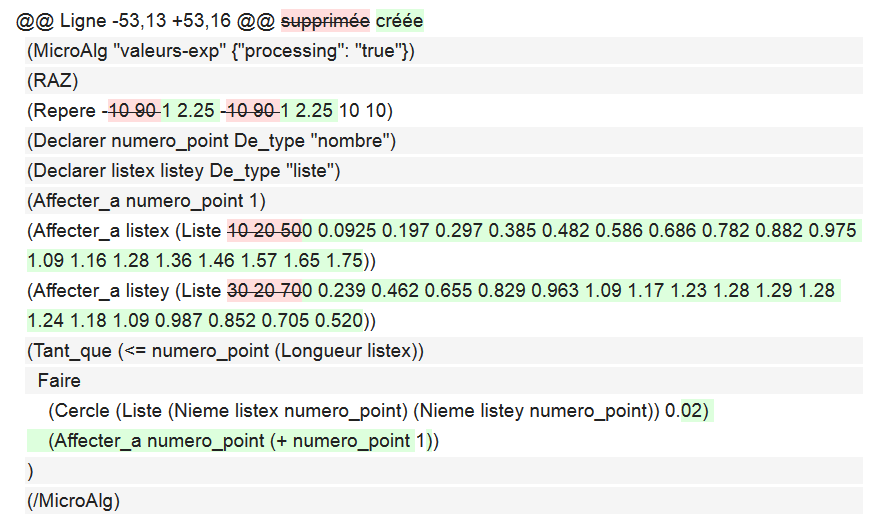 @@ Ligne -53,13 +53,16 @@ supprimée créée
(MicroAlg "valeurs-exp" {"processing": "true"})
(RAZ)
(Repere -10 90 1 2.25 -10 90 1 2.25 10 10)
(Declarer numero_point De_type "nombre")
(Declarer listex listey De_type "liste")
(Affecter_a numero_point 1)
(Affecter_a listex (Liste 10 20 500 0.0925 0.197 0.297 0.385 0.482 0.586 0.686 0.782 0.882 0.975
1.09 1.16 1.28 1.36 1.46 1.57 1.65 1.75))
(Affecter_a listey (Liste 30 20 700 0.239 0.462 0.655 0.829 0.963 1.09 1.17 1.23 1.28 1.29 1.28
1.24 1.18 1.09 0.987 0.852 0.705 0.520))
(Tant_que (<= numero_point (Longueur listex))
Faire
(Cercle (Liste (Nieme listex numero_point) (Nieme listey numero_point)) 0.02)
(Affecter_a numero_point (+ numero_point 1))
)
(/MicroAlg)